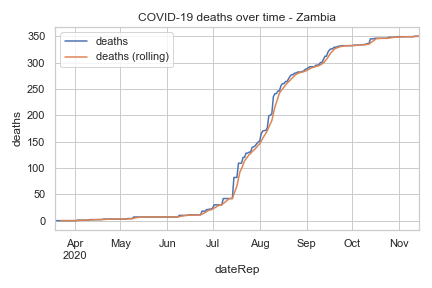 COVID-19 deaths over time - Zambia
deaths
deaths (rolling)
350
300
250
200
150
100
50
0
deaths
Apr May Jun Jul Aug Sep Oct Nov
2020
dateRep